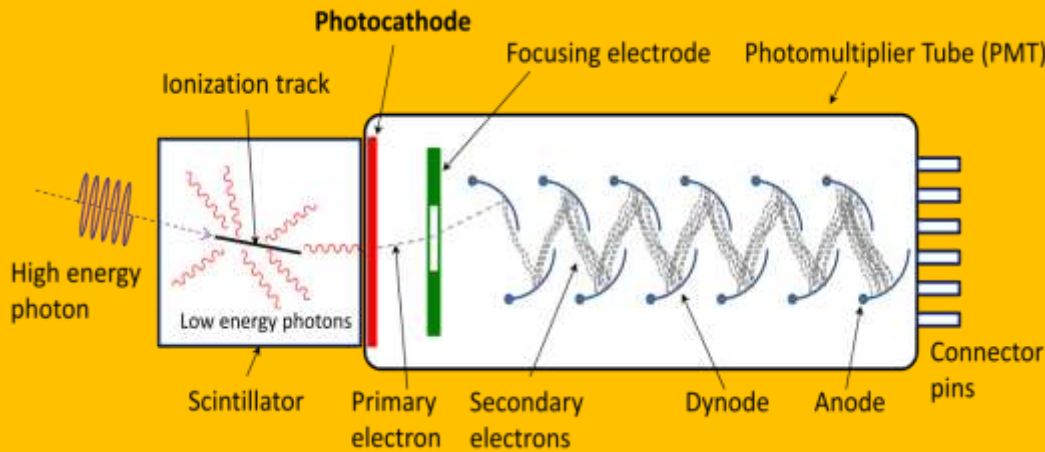 Photocathode
Focusing electrode
Photomultiplier Tube (PMT)
Ionization track
High energy
photon
Low energy photons
Scintillator
Primary
electron
Secondary
electrons
Dynode
Anode
Connector
pins